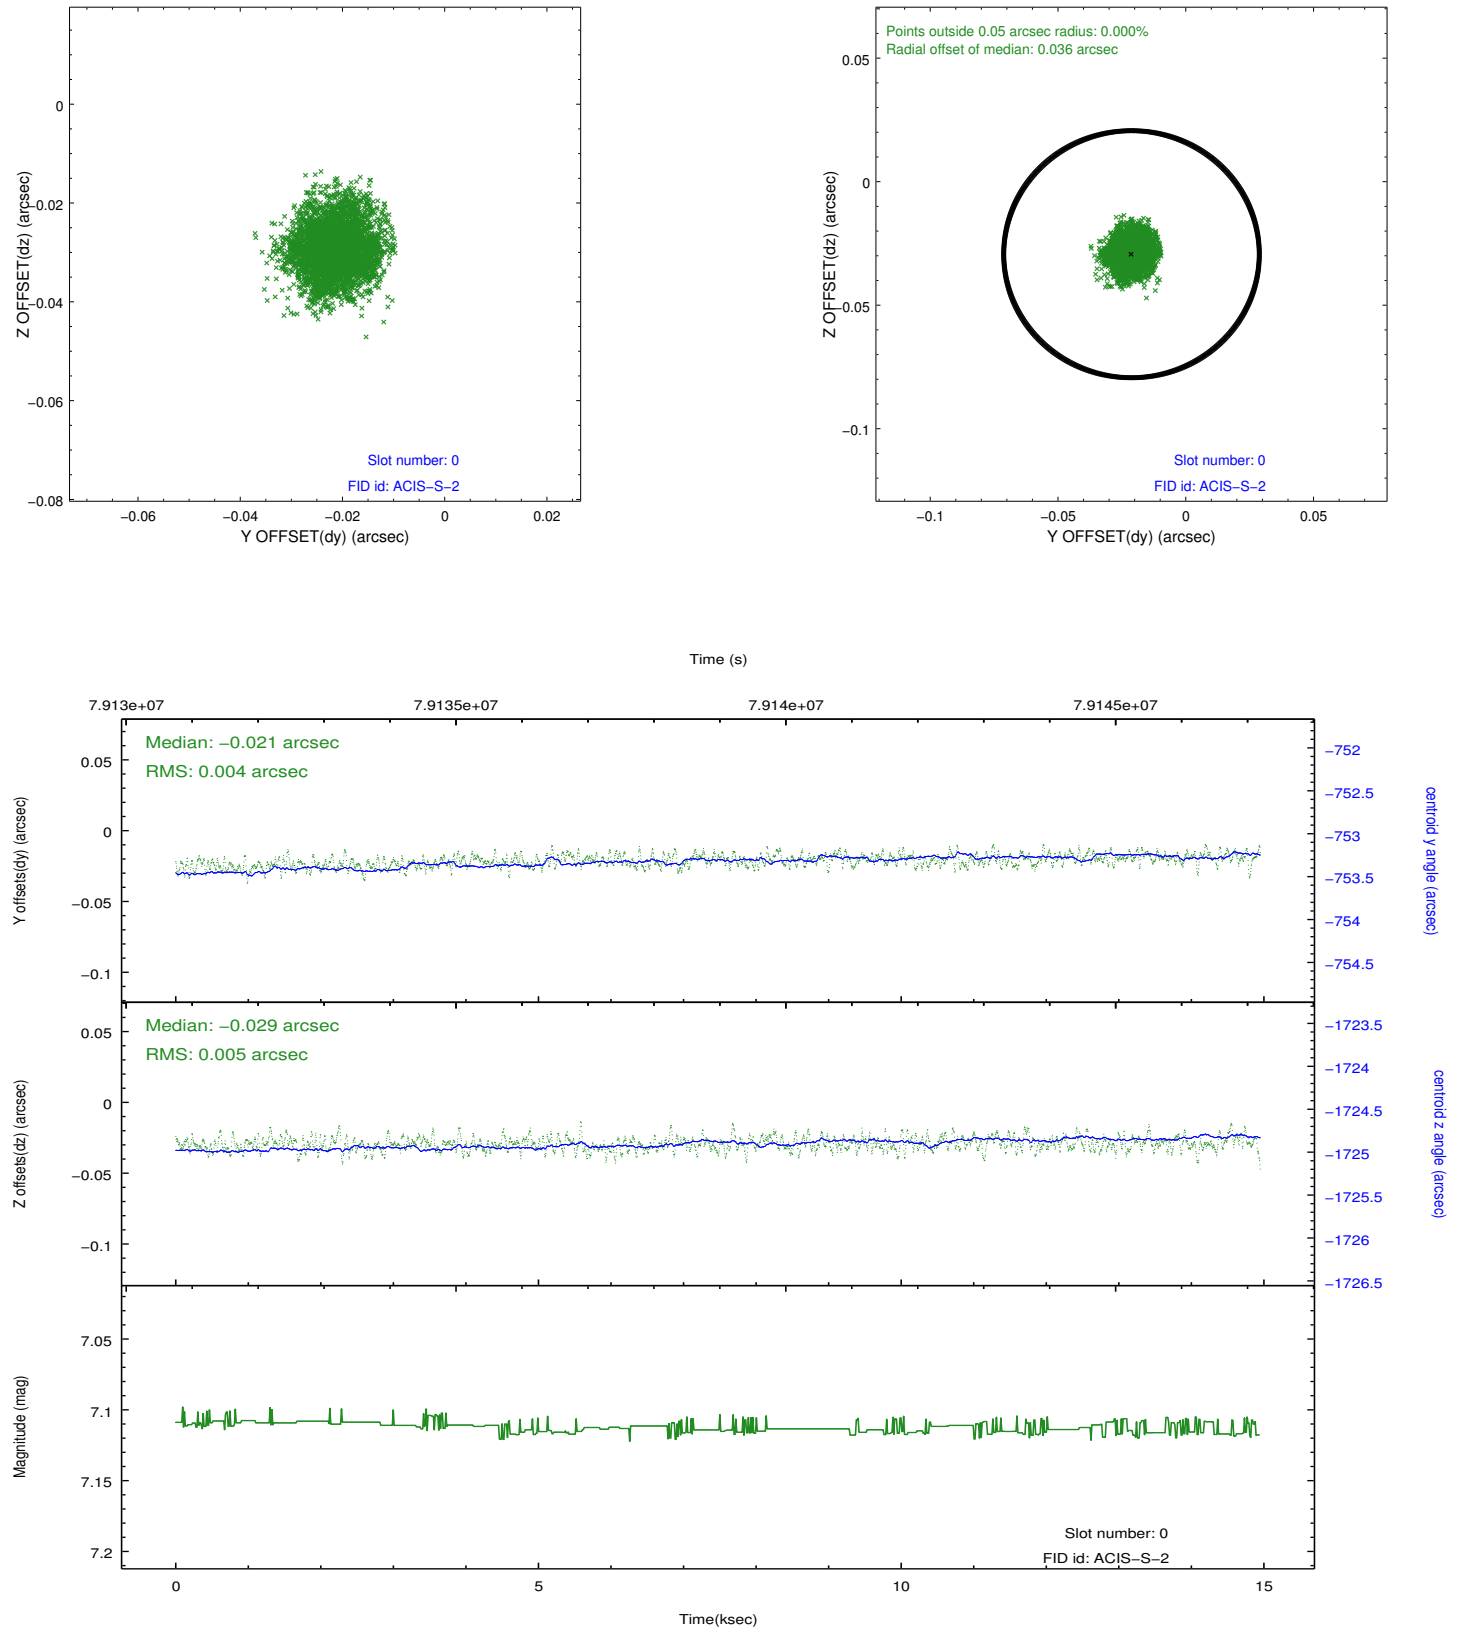 0
−0.02
−0.04
−0.06
−0.08
Z OFFSET(dz) (arcsec)
Slot number: 0
FID id: ACIS−S−2
−0.06
−0.04
−0.02
0
0.02
Y OFFSET(dy) (arcsec)
Points outside 0.05 arcsec radius: 0.000%
Radial offset of median: 0.036 arcsec
0.05
0
−0.05
−0.1
Z OFFSET(dz) (arcsec)
Slot number: 0
FID id: ACIS−S−2
−0.1
−0.05
0
0.05
Y OFFSET(dy) (arcsec)
Time (s)
7.913e+07
7.9135e+07
7.914e+07
7.9145e+07
Median: −0.021 arcsec
RMS: 0.004 arcsec
0.05
0
−0.05
−0.1
Y offsets(dy) (arcsec)
−752
−752.5
−753
−753.5
−754
−754.5
centroid y angle (arcsec)
Median: −0.029 arcsec
RMS: 0.005 arcsec
0.05
0
−0.05
−0.1
Z offsets(dz) (arcsec)
−1723.5
−1724
−1724.5
−1725
−1725.5
−1726
−1726.5
centroid z angle (arcsec)
7.05
7.1
7.15
7.2
Magnitude (mag)
Slot number: 0
FID id: ACIS−S−2
0
5
10
15
Time(ksec)